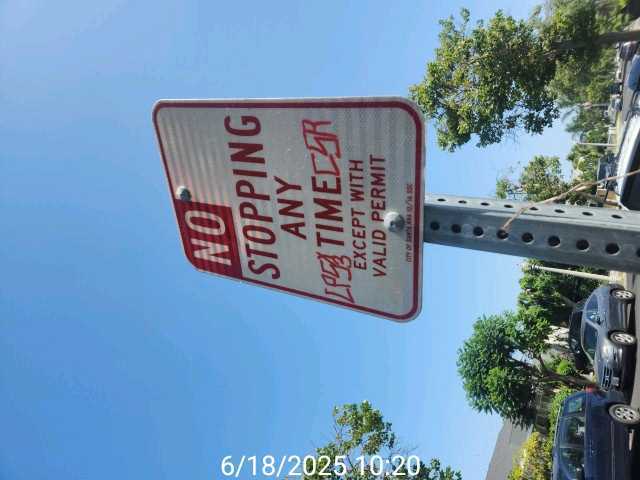 NO
STOPPING
ANY
TIME
EXCEPT WITH
VALID PERMIT
6/18/2025 10:20